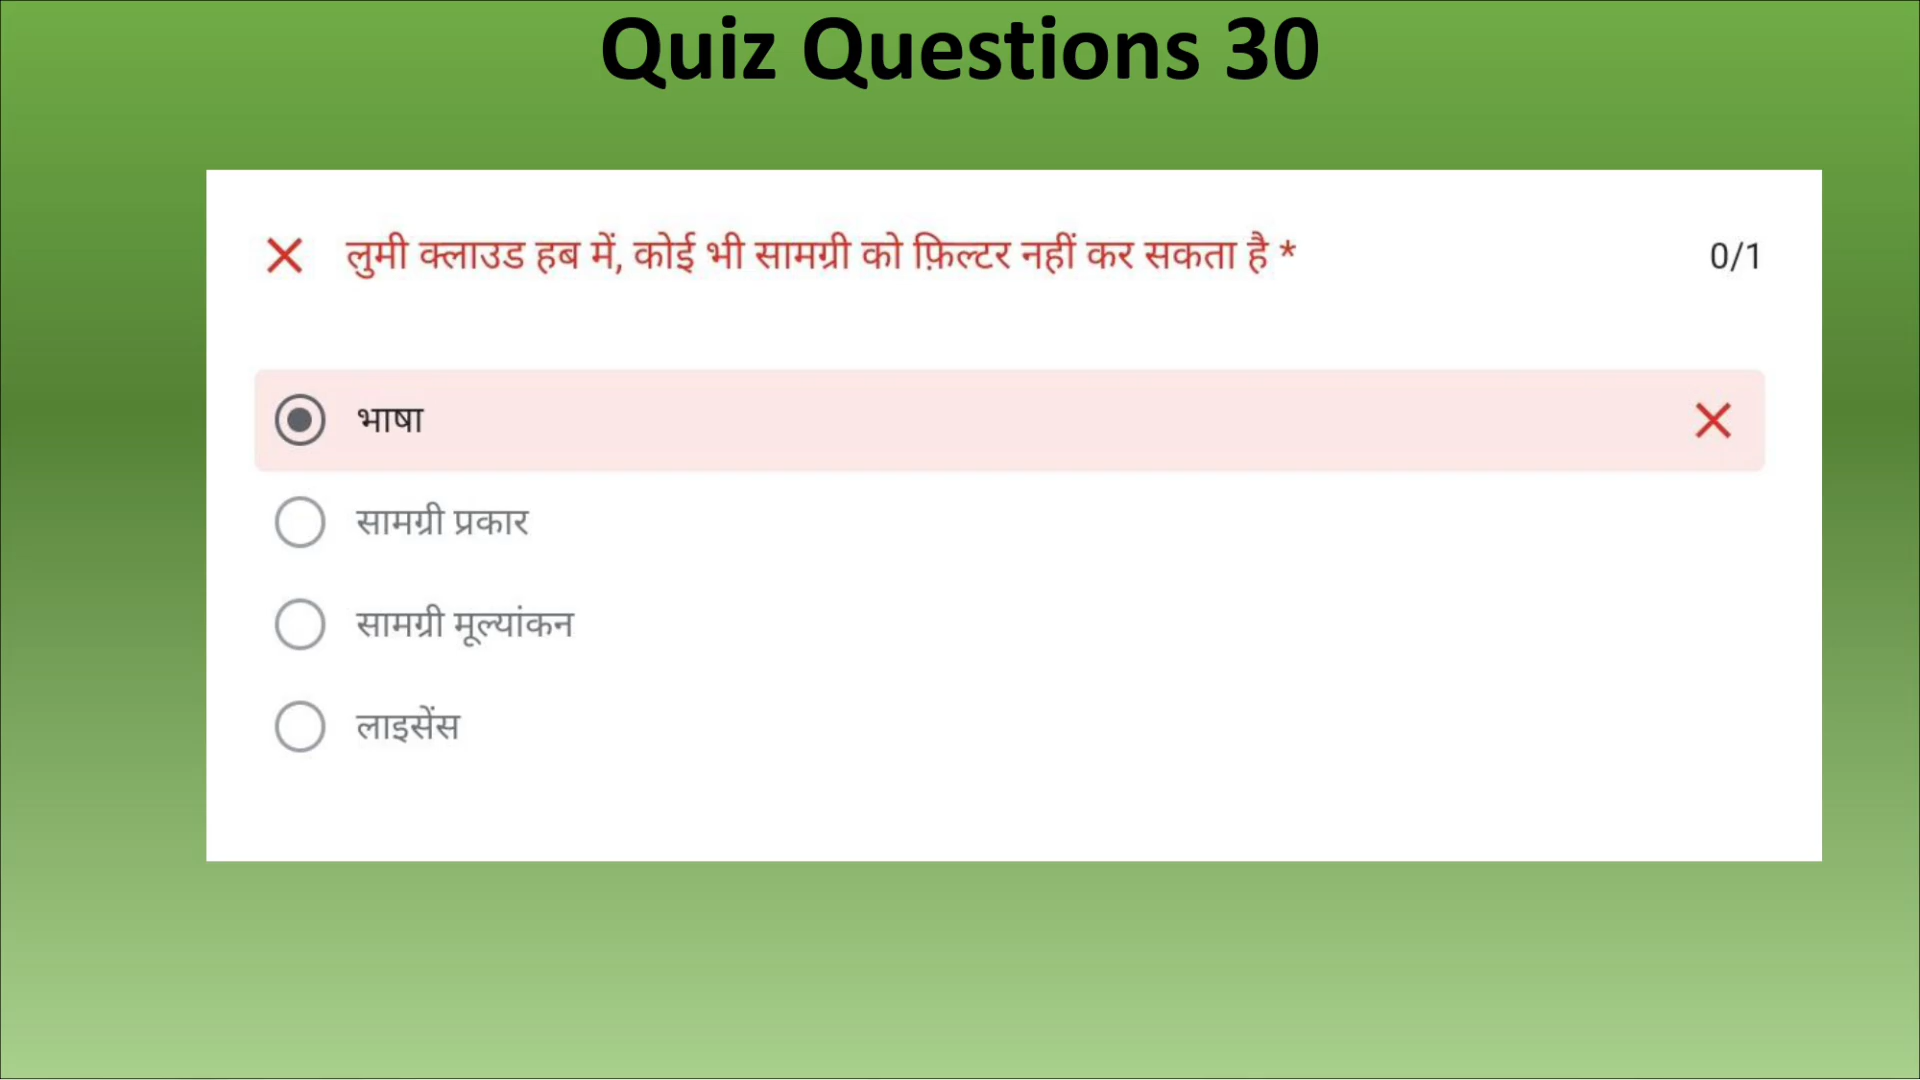 Quiz Questions 30
लुमी क्लाउड हब में, कोई भी सामग्री को फ़िल्टर नहीं कर सकता है * 0/1
भाषा
सामग्री प्रकार
सामग्री मूल्यांकन
लाइसेंस